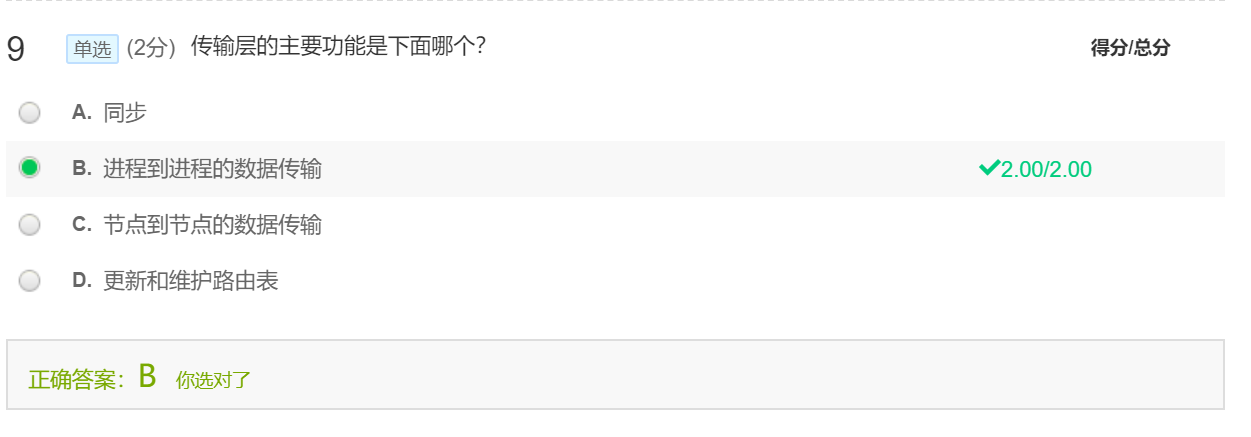 9 单选 (2分) 传输层的主要功能是下面哪个? 得分/总分
A. 同步
B. 进程到进程的数据传输 2.00/2.00
C. 节点到节点的数据传输
D. 更新和维护路由表
正确答案：B 你选对了